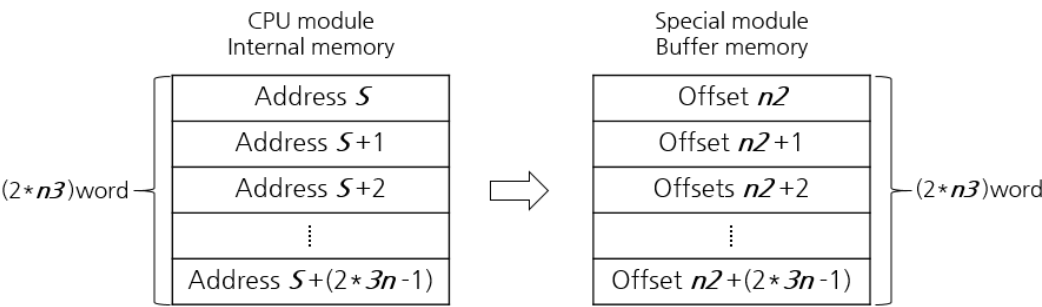 CPU module
Internal memory
Special module
Buffer memory
Address S
Offset n2
Address S+1
Offset n2+1
(2*n3)word
Address S+2
Offsets n2+2
(2*n3)word
Address S+(2*3n-1)
Offset n2+(2*3n-1)